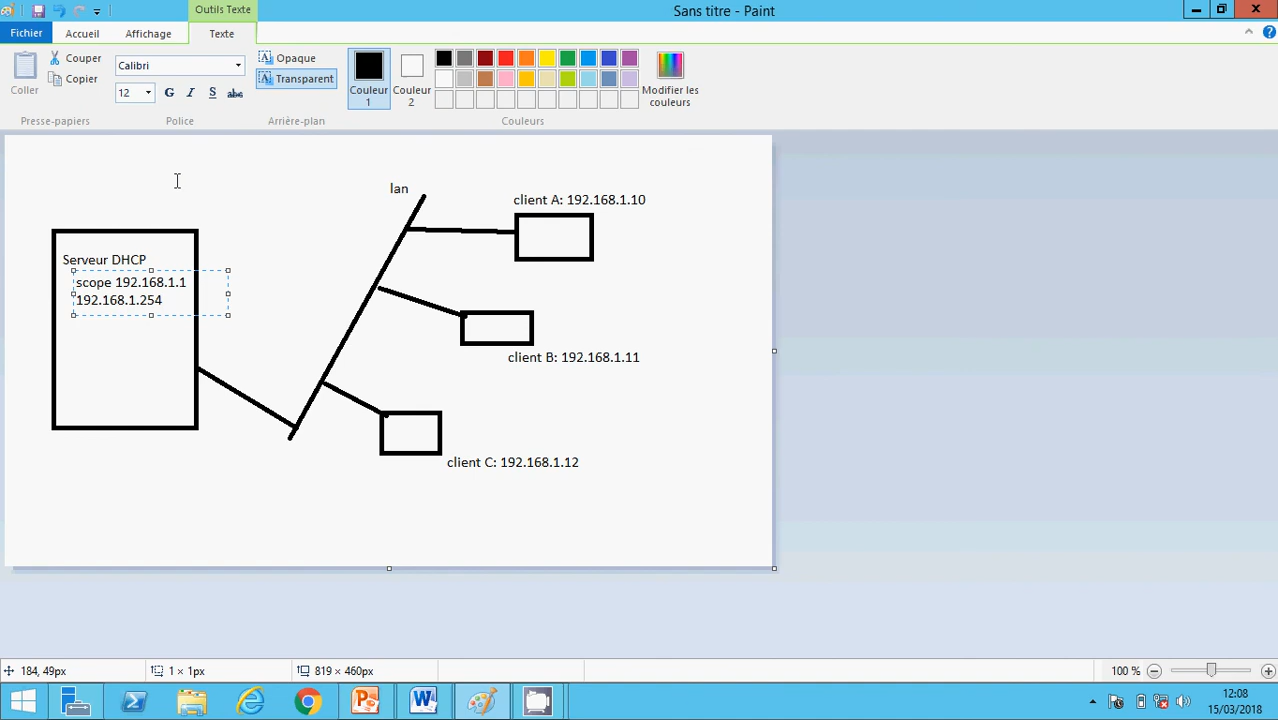 Outils Texte
Sans titre - Paint
Fichier
Accueil
Affichage
Texte
Coller
Couper
Copier
Presse-papiers
Calibri
12
G I S abc
Police
Opaque
Transparent
Arrière-plan
Couleur
1
Couleur
2
Modifier les
couleurs
Couleurs
lan
client A: 192.168.1.10
Serveur DHCP
scope 192.168.1.1
192.168.1.254
client B: 192.168.1.11
client C: 192.168.1.12
184, 49px
1 × 1px
819 × 460px
100 %
12:08
15/03/2018